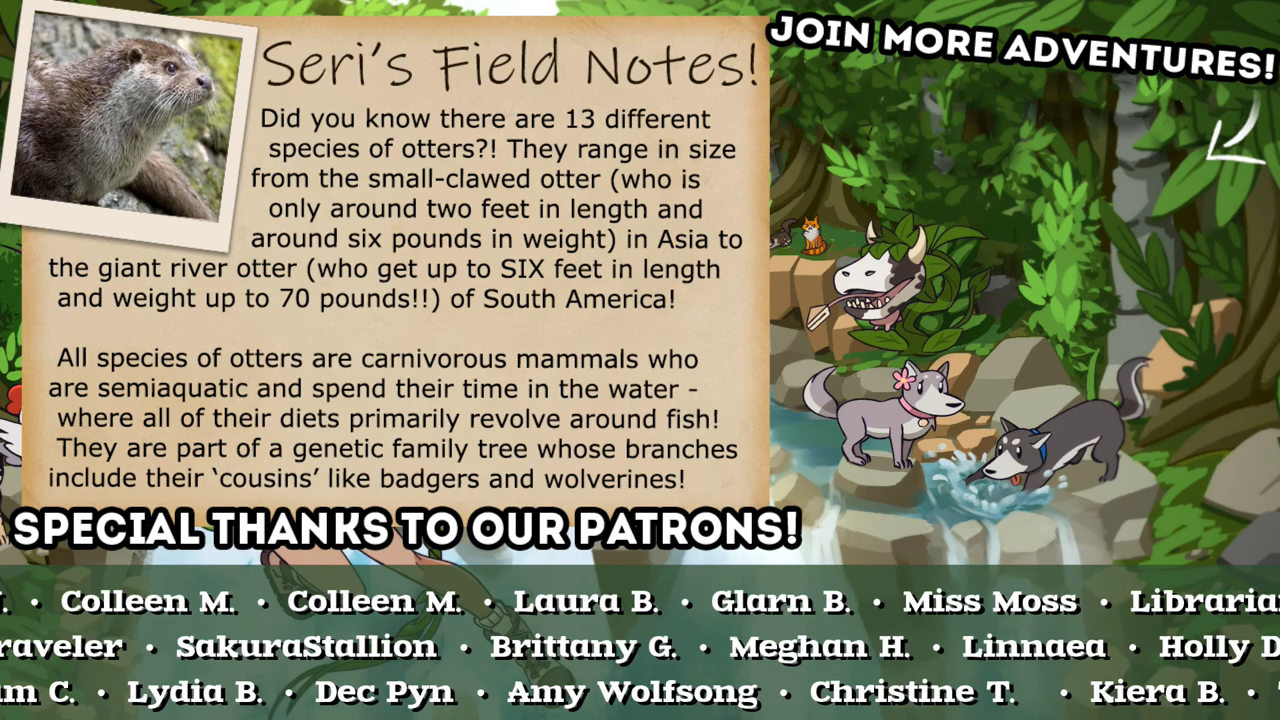 Seri's Field Notes!
JOIN MORE ADVENTURES!
Did you know there are 13 different
species of otters?! They range in size
from the small-clawed otter (who is
only around two feet in length and
around six pounds in weight) in Asia to
the giant river otter (who get up to SIX feet in length
and weight up to 70 pounds!!) of South America!
All species of otters are carnivorous mammals who
are semiaquatic and spend their time in the water -
where all of their diets primarily revolve around fish!
They are part of a genetic family tree whose branches
include their ‘cousins’ like badgers and wolverines!
SPECIAL THANKS TO OUR PATRONS!
• Colleen M. • Colleen M. • Laura B. • Glarn B. • Miss Moss • Libraria
raveler • SakuraStallion • Brittany G. • Meghan H. • Linnaea • Holly D
m C. • Lydia B. • Dec Pyn • Amy Wolfsong • Christine T. • Kiera B. •